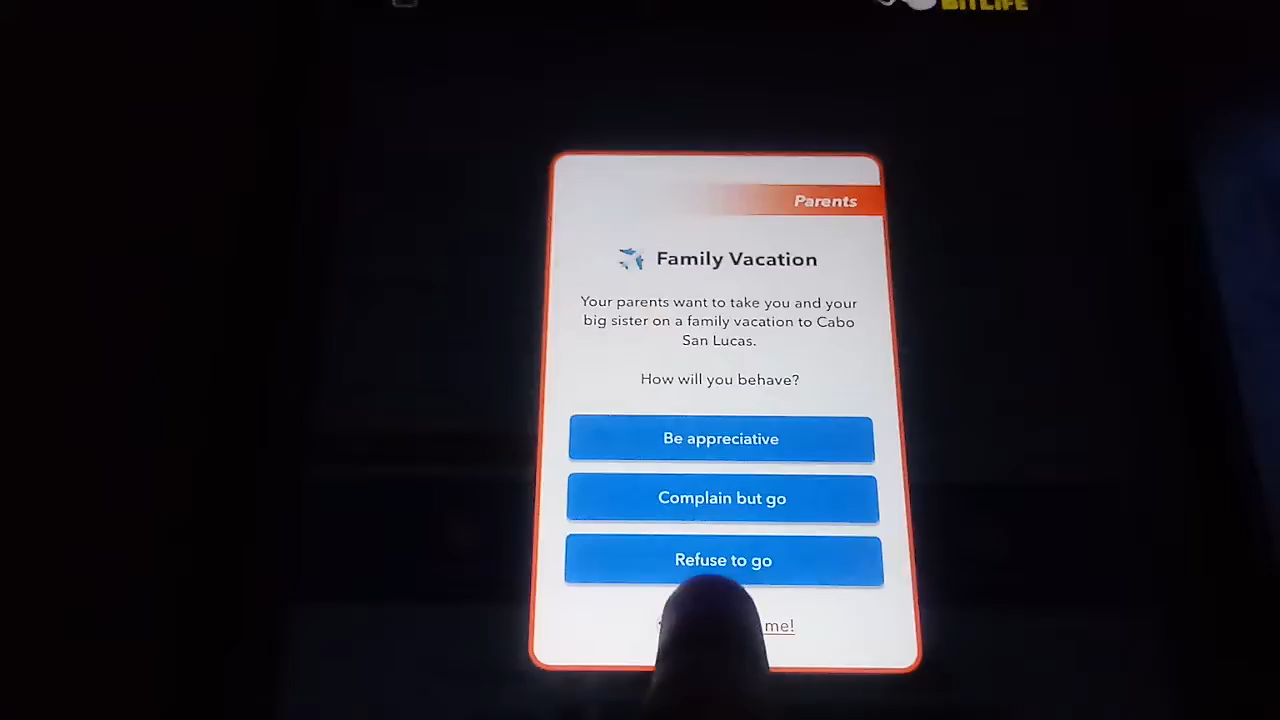 BITLIFE
Parents
Family Vacation
Your parents want to take you and your
big sister on a family vacation to Cabo
San Lucas.
How will you behave?
Be appreciative
Complain but go
Refuse to go
me!